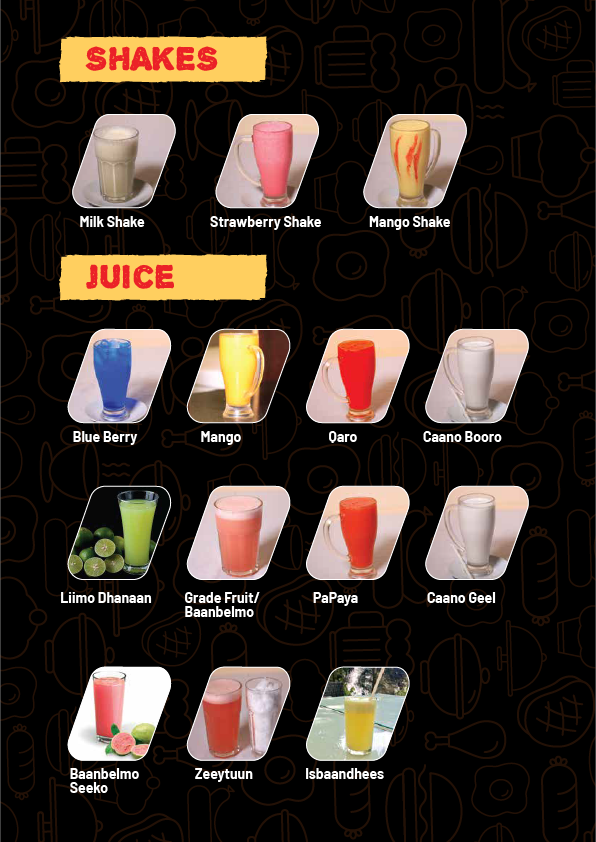 SHAKES
Milk Shake
Strawberry Shake
Mango Shake
JUICE
Blue Berry
Mango
Qaro
Caano Booro
Liimo Dhanaan
Grade Fruit/
Baanbelmo
PaPaya
Caano Geel
Baanbelmo
Seeko
Zeeytuun
Isbaandhees